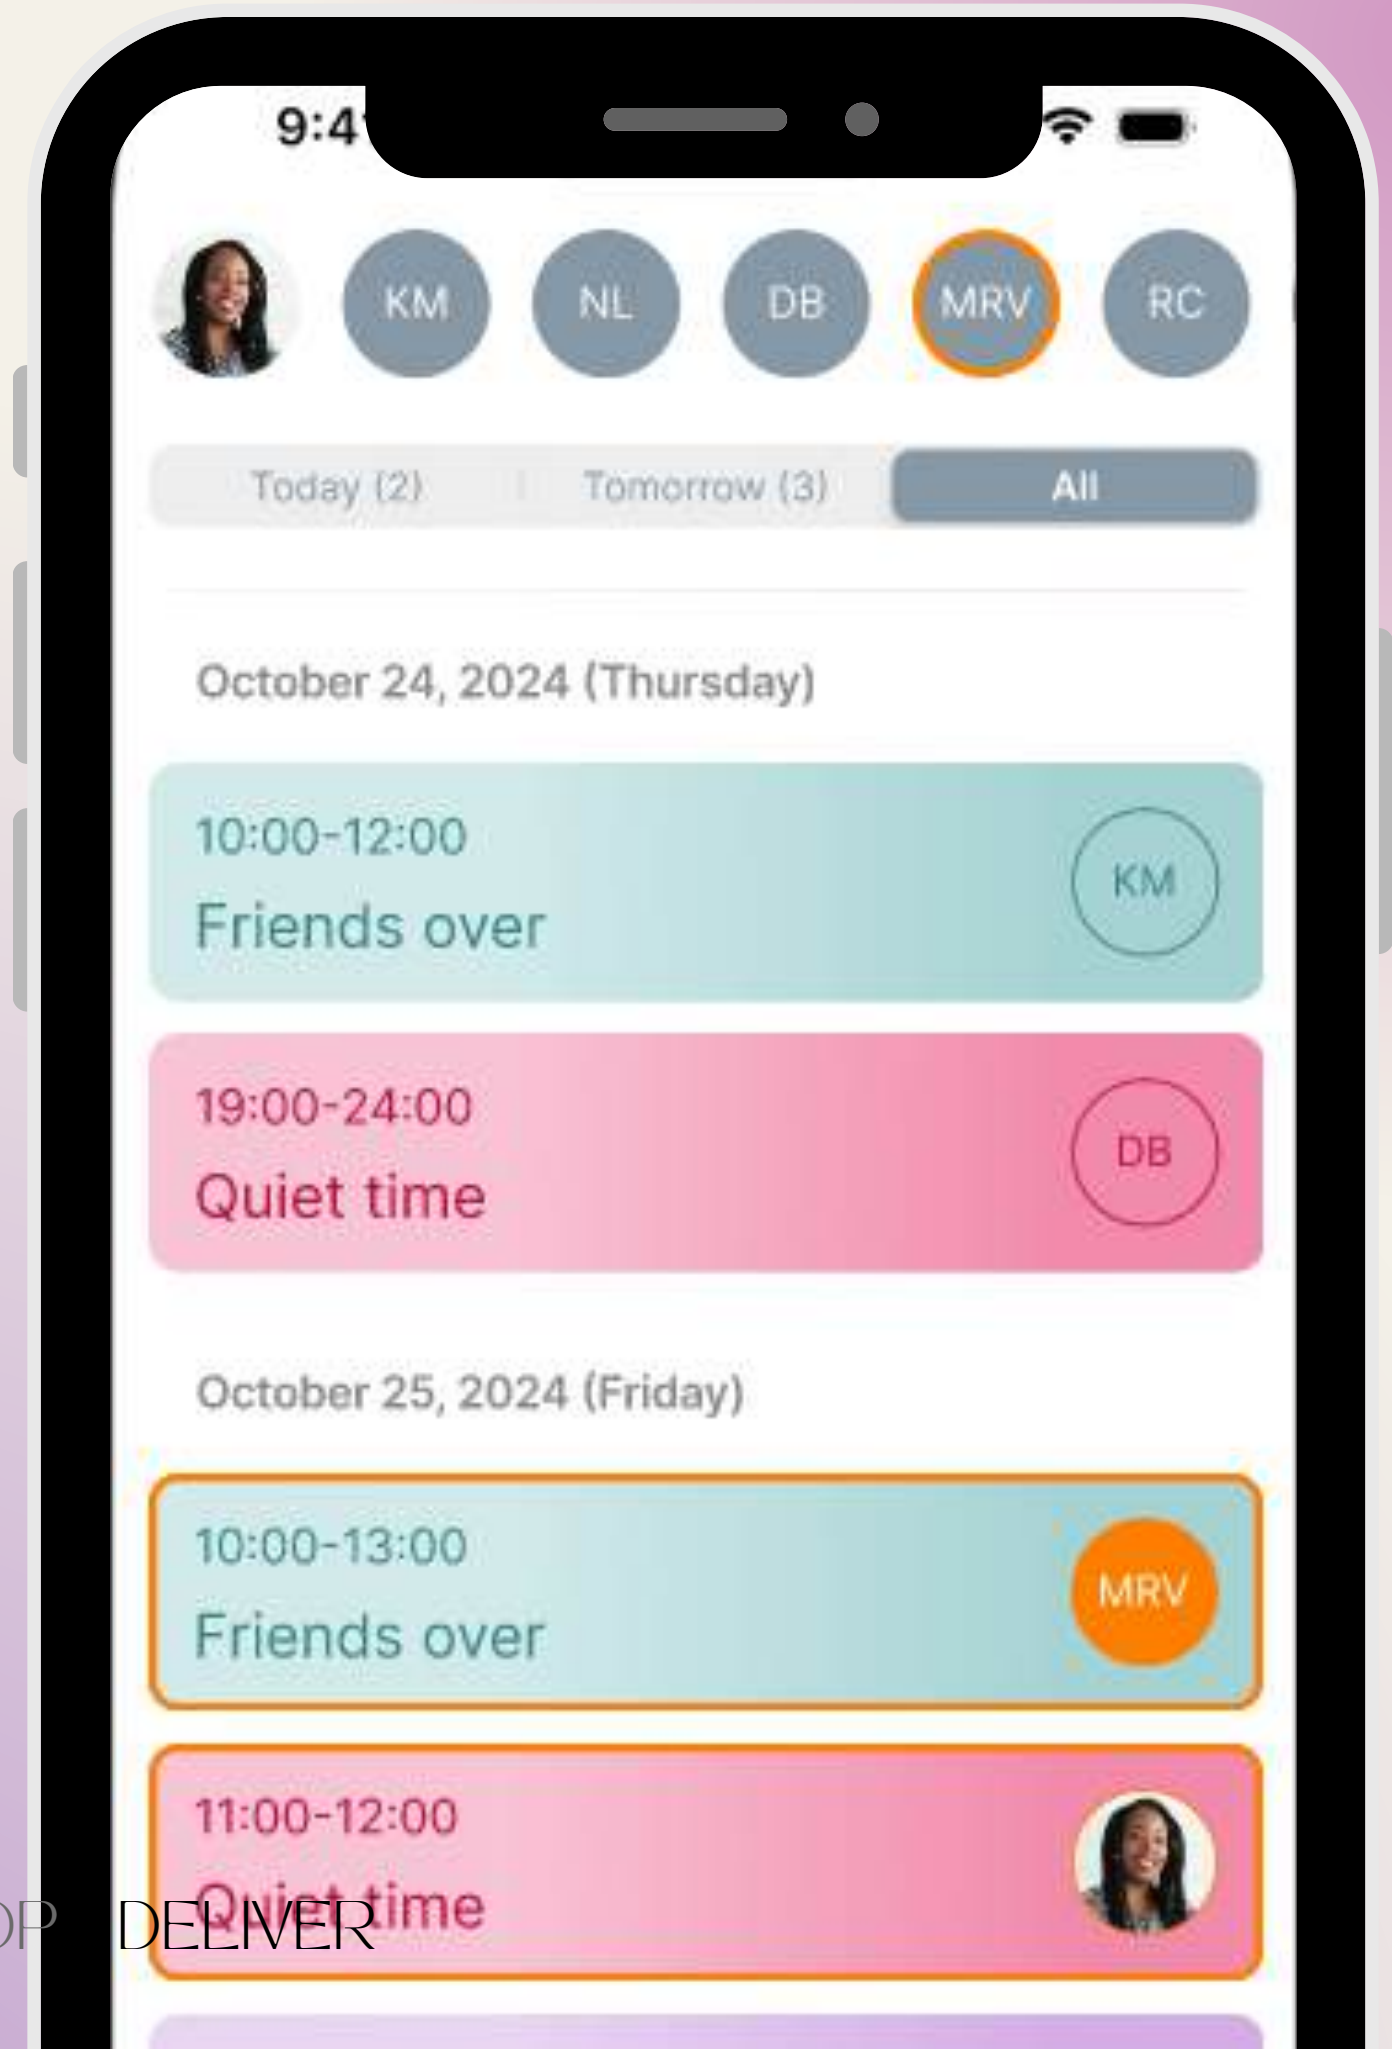 9:4
KM NL DB MRV RC
Today (2) Tomorrow (3) All
October 24, 2024 (Thursday)
10:00-12:00
KM
Friends over
19:00-24:00
DB
Quiet time
October 25, 2024 (Friday)
10:00-13:00
MRV
Friends over
11:00-12:00
Quiet time
OP DELIVER